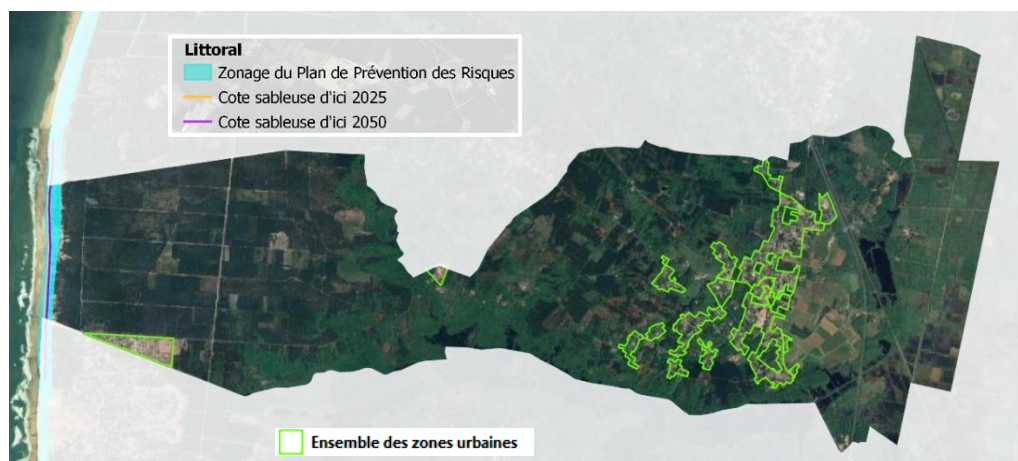 Littoral
Zonage du Plan de Prévention des Risques
Cote sableuse d'ici 2025
Cote sableuse d'ici 2050
Ensemble des zones urbaines